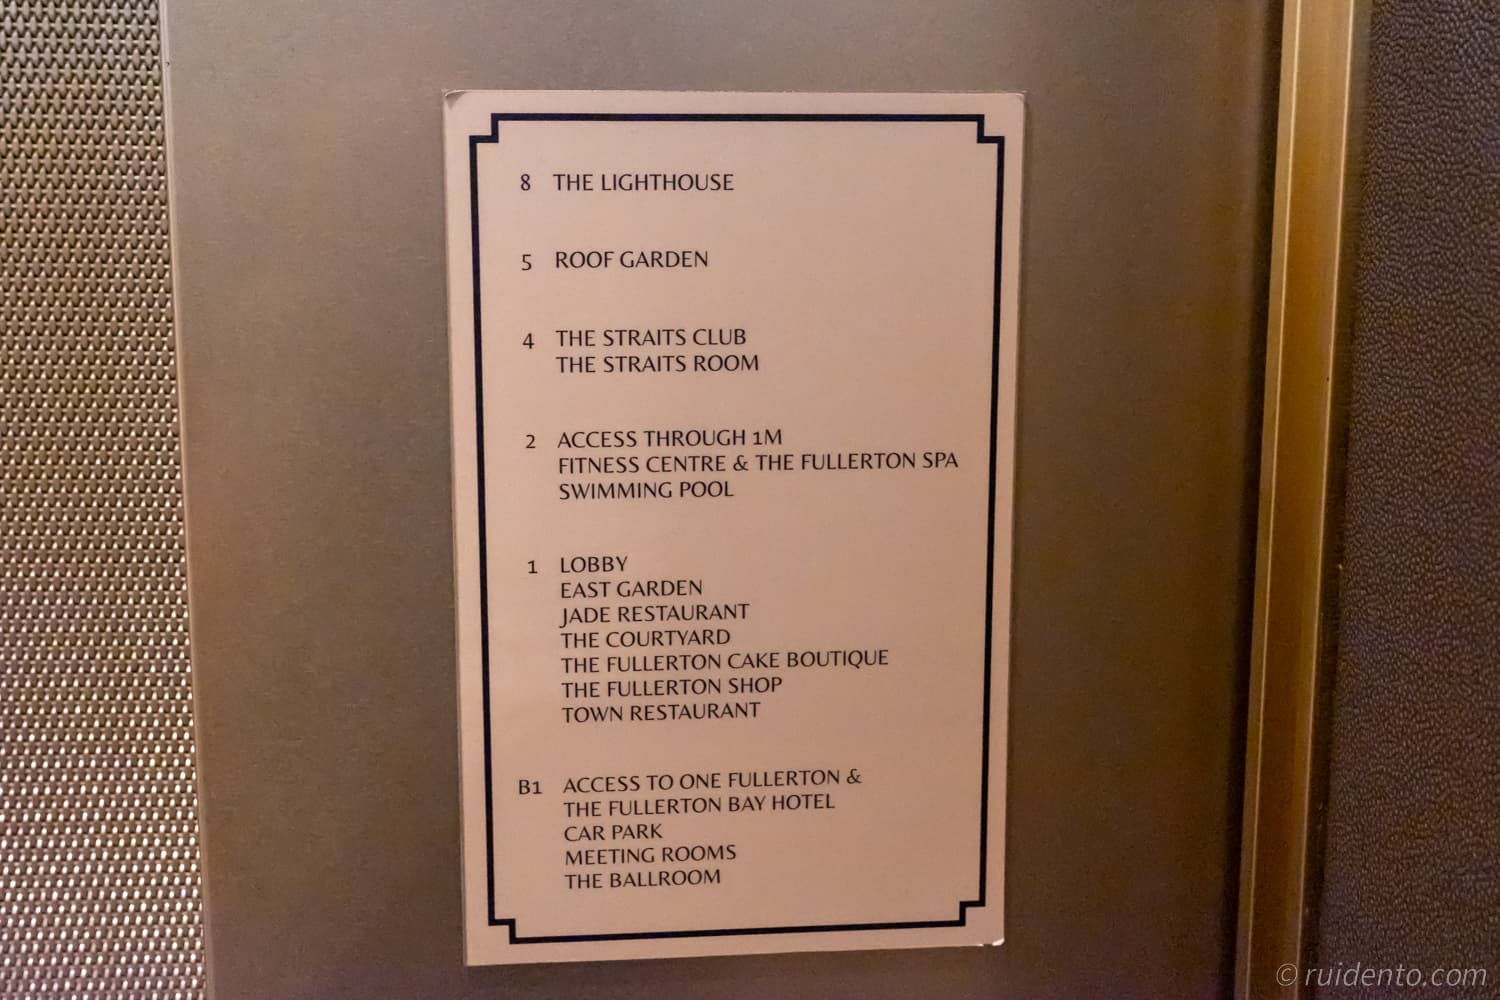 8 THE LIGHTHOUSE
5 ROOF GARDEN
4 THE STRAITS CLUB
THE STRAITS ROOM
2 ACCESS THROUGH 1M
FITNESS CENTRE & THE FULLERTON SPA
SWIMMING POOL
1 LOBBY
EAST GARDEN
JADE RESTAURANT
THE COURTYARD
THE FULLERTON CAKE BOUTIQUE
THE FULLERTON SHOP
TOWN RESTAURANT
B1 ACCESS TO ONE FULLERTON &
THE FULLERTON BAY HOTEL
CAR PARK
MEETING ROOMS
THE BALLROOM
© ruidento.com